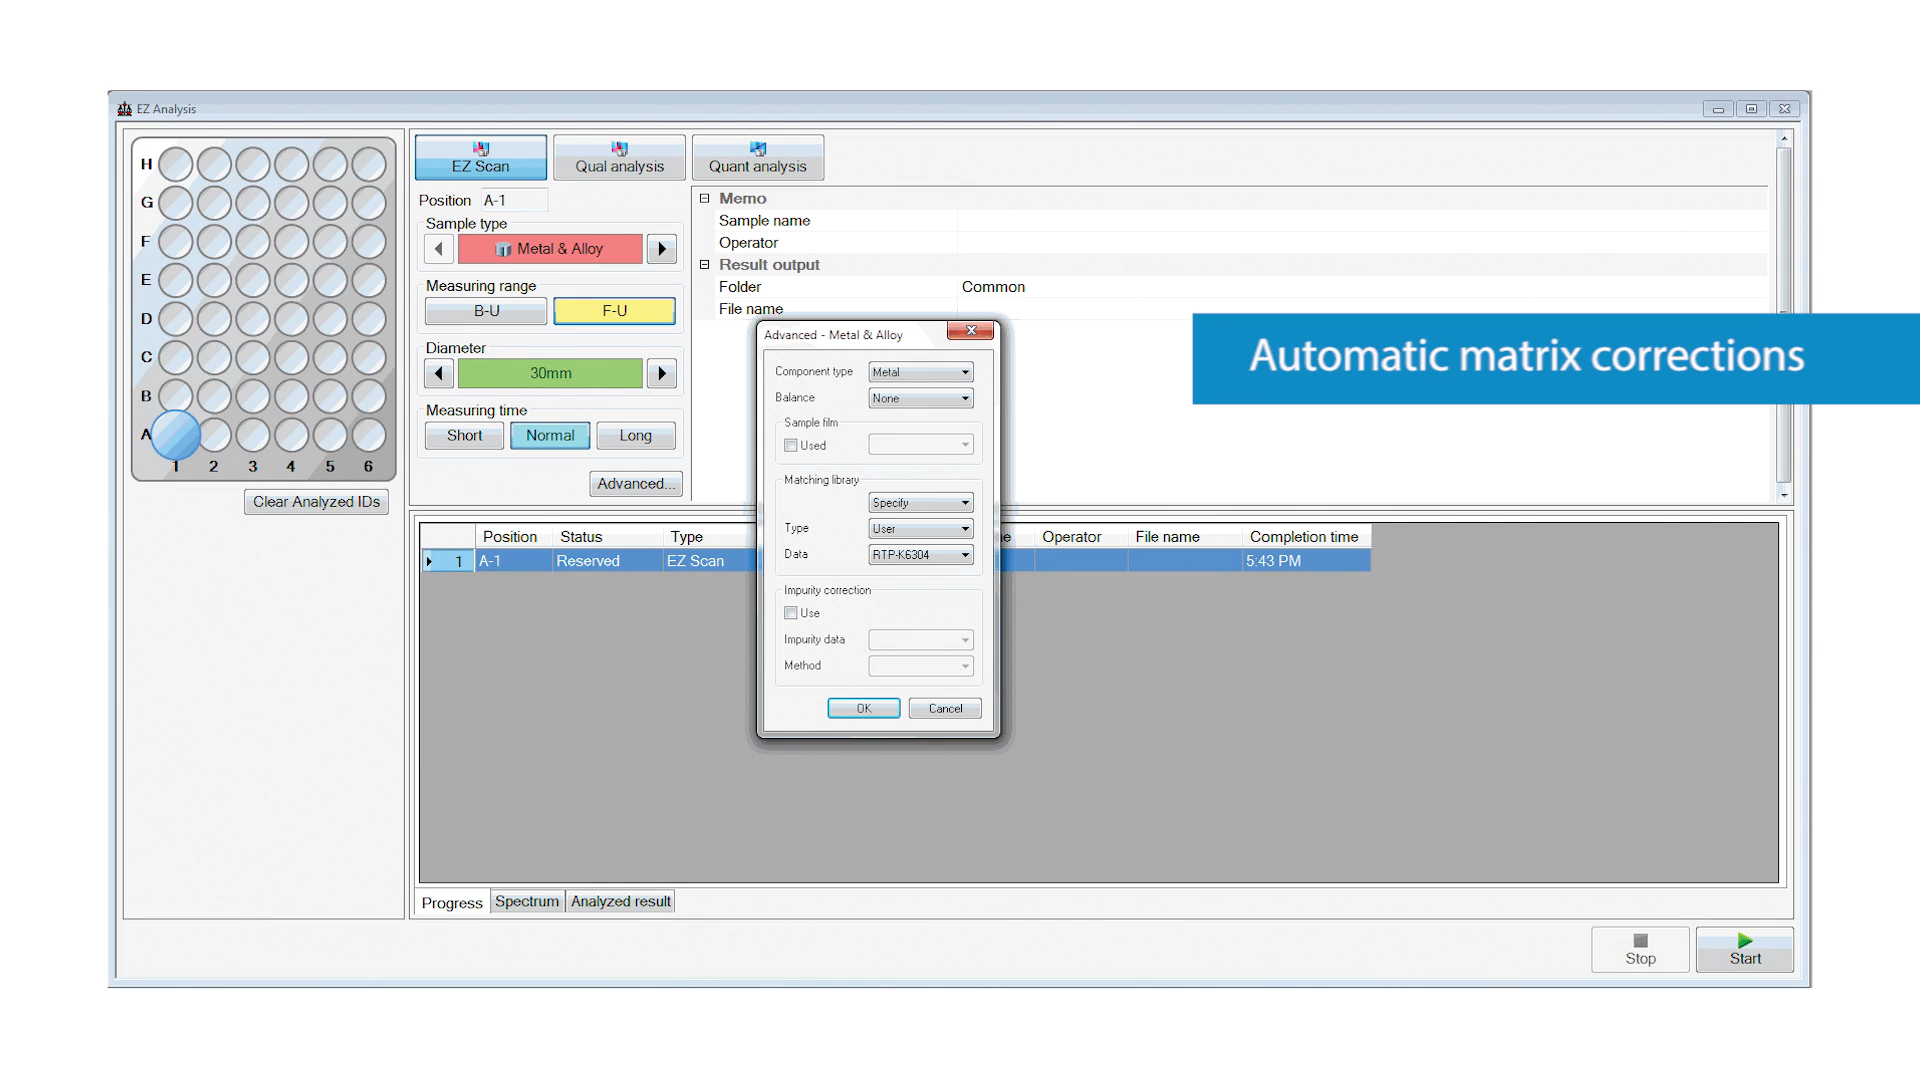 EZ Analysis
H
G
F
E
D
C
B
A
1 2 3 4 5 6
Clear Analyzed IDs
EZ Scan
Qual analysis
Quant analysis
Position A-1
Sample type
Metal & Alloy
Measuring range
B-U F-U
Diameter
30mm
Measuring time
Short Normal Long
Advanced...
Memo
Sample name
Operator
Result output
Folder Common
File name
Automatic matrix corrections
Advanced - Metal & Alloy
Component type Metal
Balance None
Sample film
Used
Matching library
Specify
Type User
Data RTP-K6304
Impurity correction
Use
Impurity data
Method
OK Cancel
Position Status Type Operator File name Completion time
1 A-1 Reserved EZ Scan 5:43 PM
Progress Spectrum Analyzed result
Stop Start